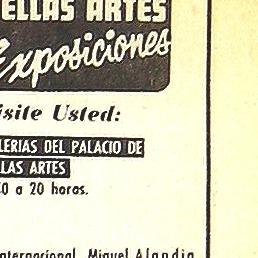 ELLAS ARTES
Exposiciones
isite Usted:
LERIAS DEL PALACIO DE
LLAS ARTES
0 a 20 horas.
nternacional Miguel Alandia